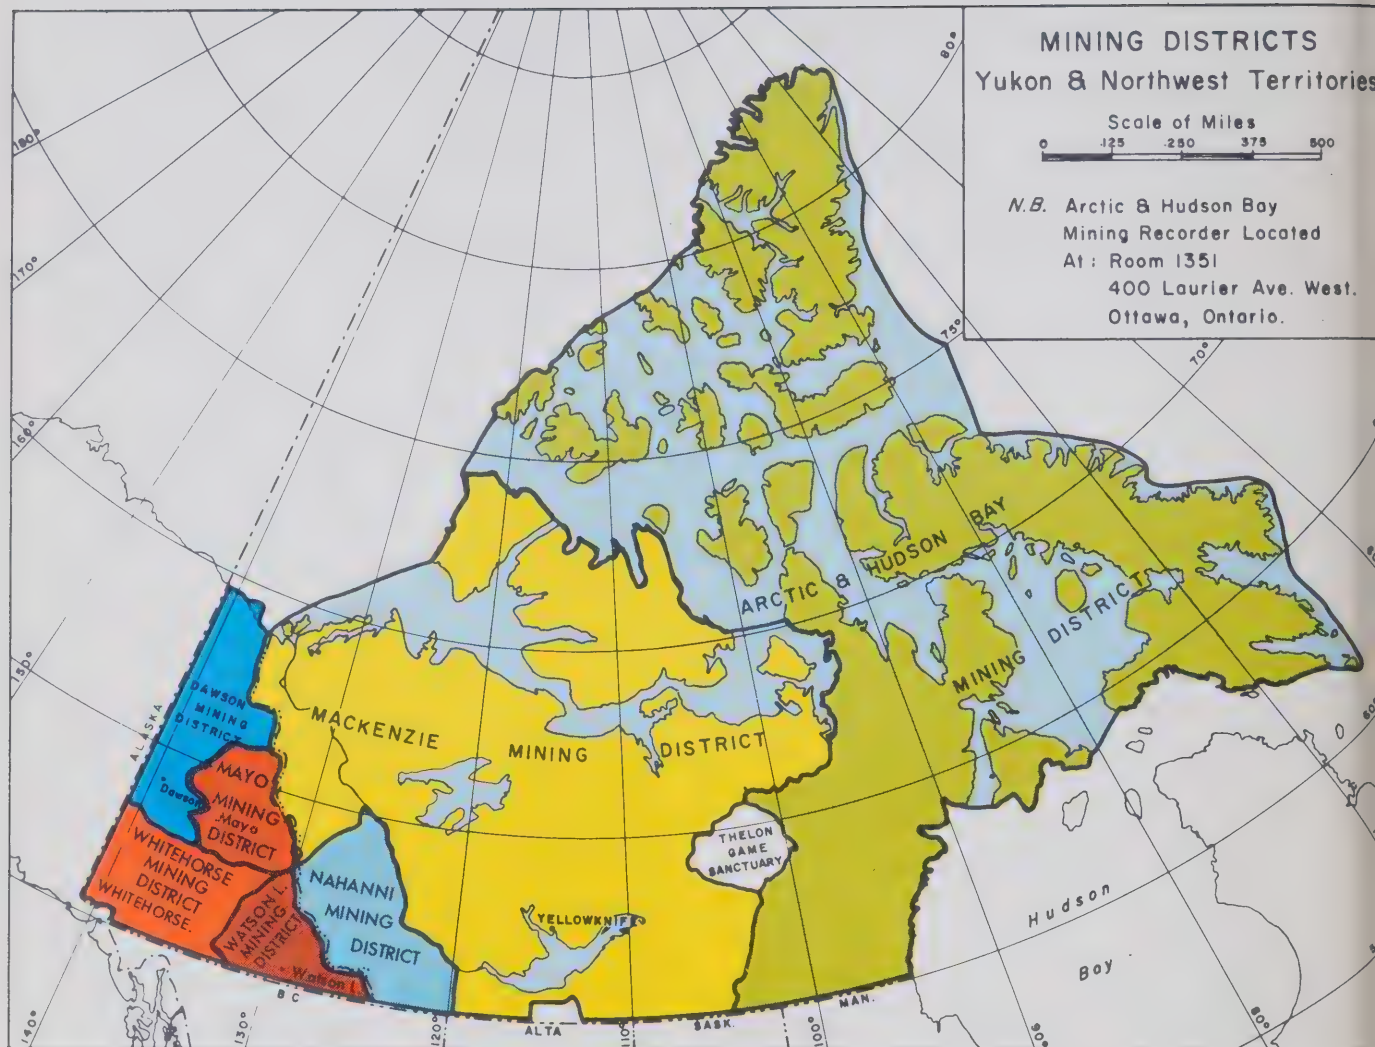 MINING DISTRICTS
Yukon & Northwest Territories
Scale of Miles
0 125 250 375 500
N.B. Arctic & Hudson Bay
Mining Recorder Located
At: Room 1351
400 Laurier Ave. West.
Ottawa, Ontario.
80°
180°
170°
75°
70°
160°
150°
ALASKA
ARCTIC & HUDSON BAY
MINING DISTRICT
DAWSON
MINING
DISTRICT
Dawson
MACKENZIE MINING DISTRICT
MAYO
MINING
Mayo
DISTRICT
WHITEHORSE
MINING
DISTRICT
WHITEHORSE.
WATSON L.
MINING
DISTRICT
Watson L.
NAHANNI
MINING
DISTRICT
THELON
GAME
SANCTUARY
YELLOWKNIFE
Hudson
Bay
60°
B C
ALTA
SASK.
MAN.
140°
130°
120°
110°
100°
90°
80°